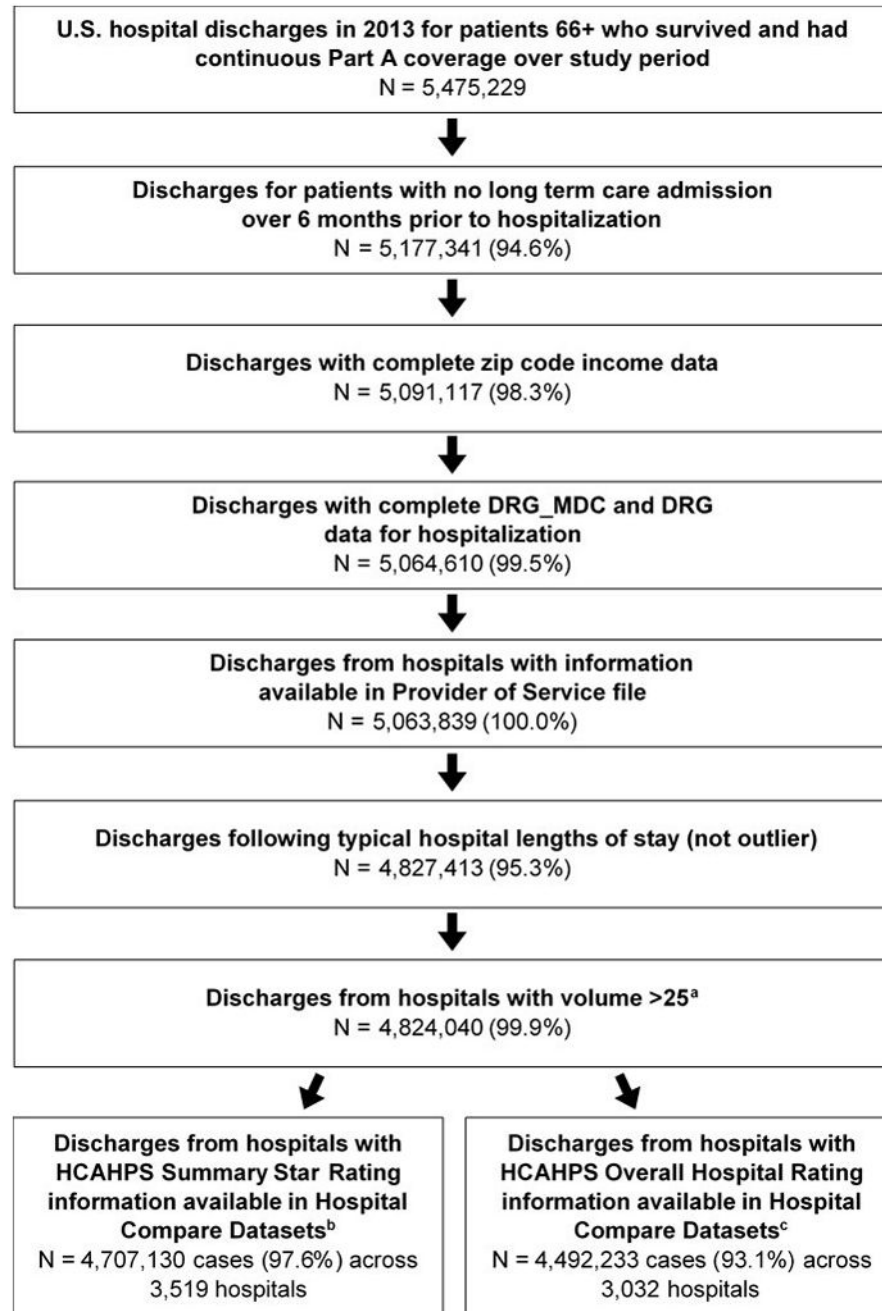 U.S. hospital discharges in 2013 for patients 66+ who survived and had
continuous Part A coverage over study period
N = 5,475,229
Discharges for patients with no long term care admission
over 6 months prior to hospitalization
N = 5,177,341 (94.6%)
Discharges with complete zip code income data
N = 5,091,117 (98.3%)
Discharges with complete DRG_MDC and DRG
data for hospitalization
N = 5,064,610 (99.5%)
Discharges from hospitals with information
available in Provider of Service file
N = 5,063,839 (100.0%)
Discharges following typical hospital lengths of stay (not outlier)
N = 4,827,413 (95.3%)
Discharges from hospitals with volume >25ᵃ
N = 4,824,040 (99.9%)
Discharges from hospitals with
HCAHPS Summary Star Rating
information available in Hospital
Compare Datasetsᵇ
N = 4,707,130 cases (97.6%) across
3,519 hospitals
Discharges from hospitals with
HCAHPS Overall Hospital Rating
information available in Hospital
Compare Datasetsᶜ
N = 4,492,233 cases (93.1%) across
3,032 hospitals